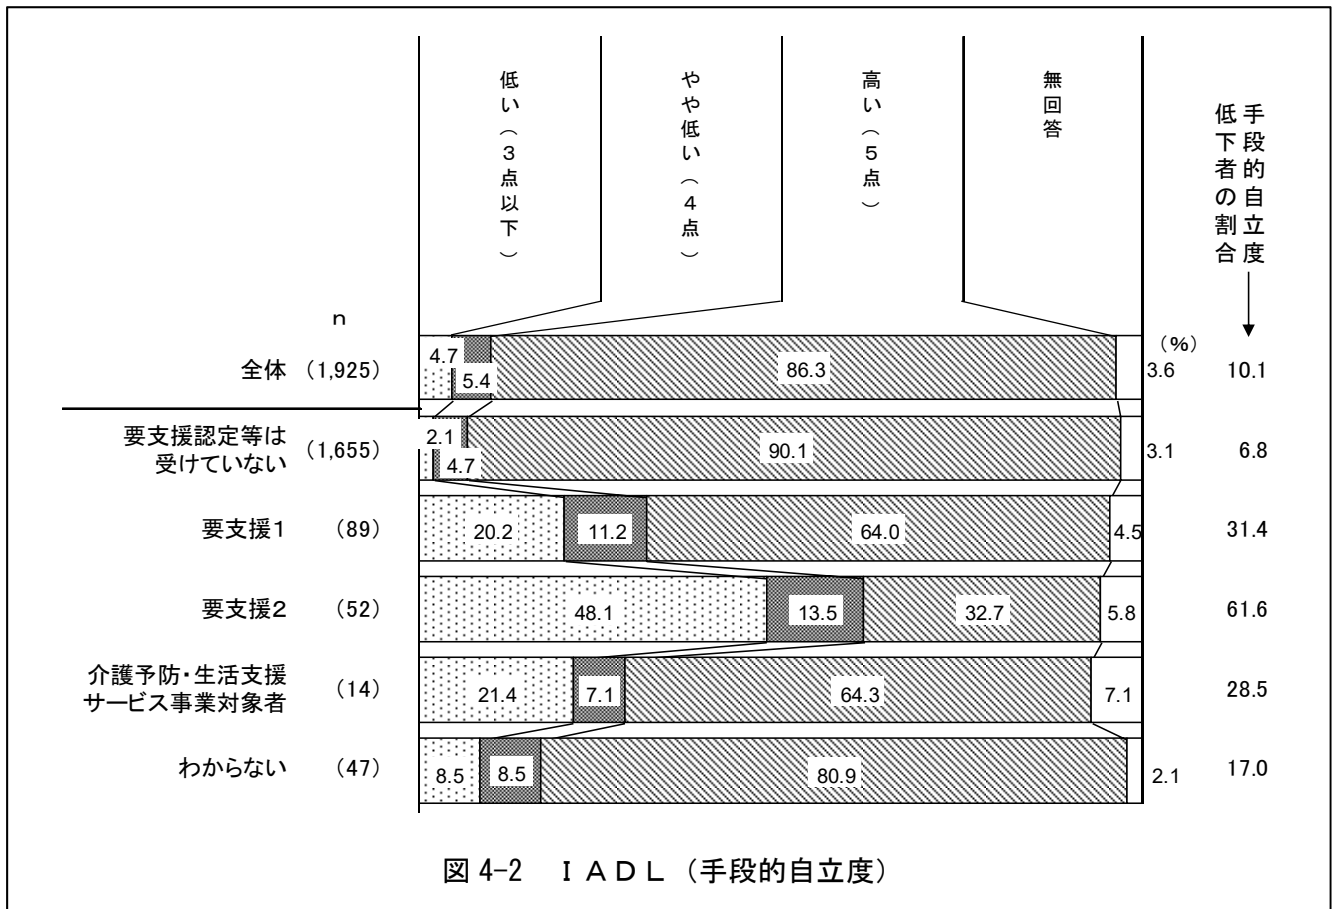 低い（３点以下）
やや低い（４点）
高い（５点）
無回答
手段的自立度
低下者の割合
n
(%)
全体 (1,925) 4.7 5.4 86.3 3.6 10.1
要支援認定等は
受けていない (1,655) 2.1 4.7 90.1 3.1 6.8
要支援１ (89) 20.2 11.2 64.0 4.5 31.4
要支援２ (52) 48.1 13.5 32.7 5.8 61.6
介護予防・生活支援
サービス事業対象者 (14) 21.4 7.1 64.3 7.1 28.5
わからない (47) 8.5 8.5 80.9 2.1 17.0
図 4-2　ＩＡＤＬ（手段的自立度）